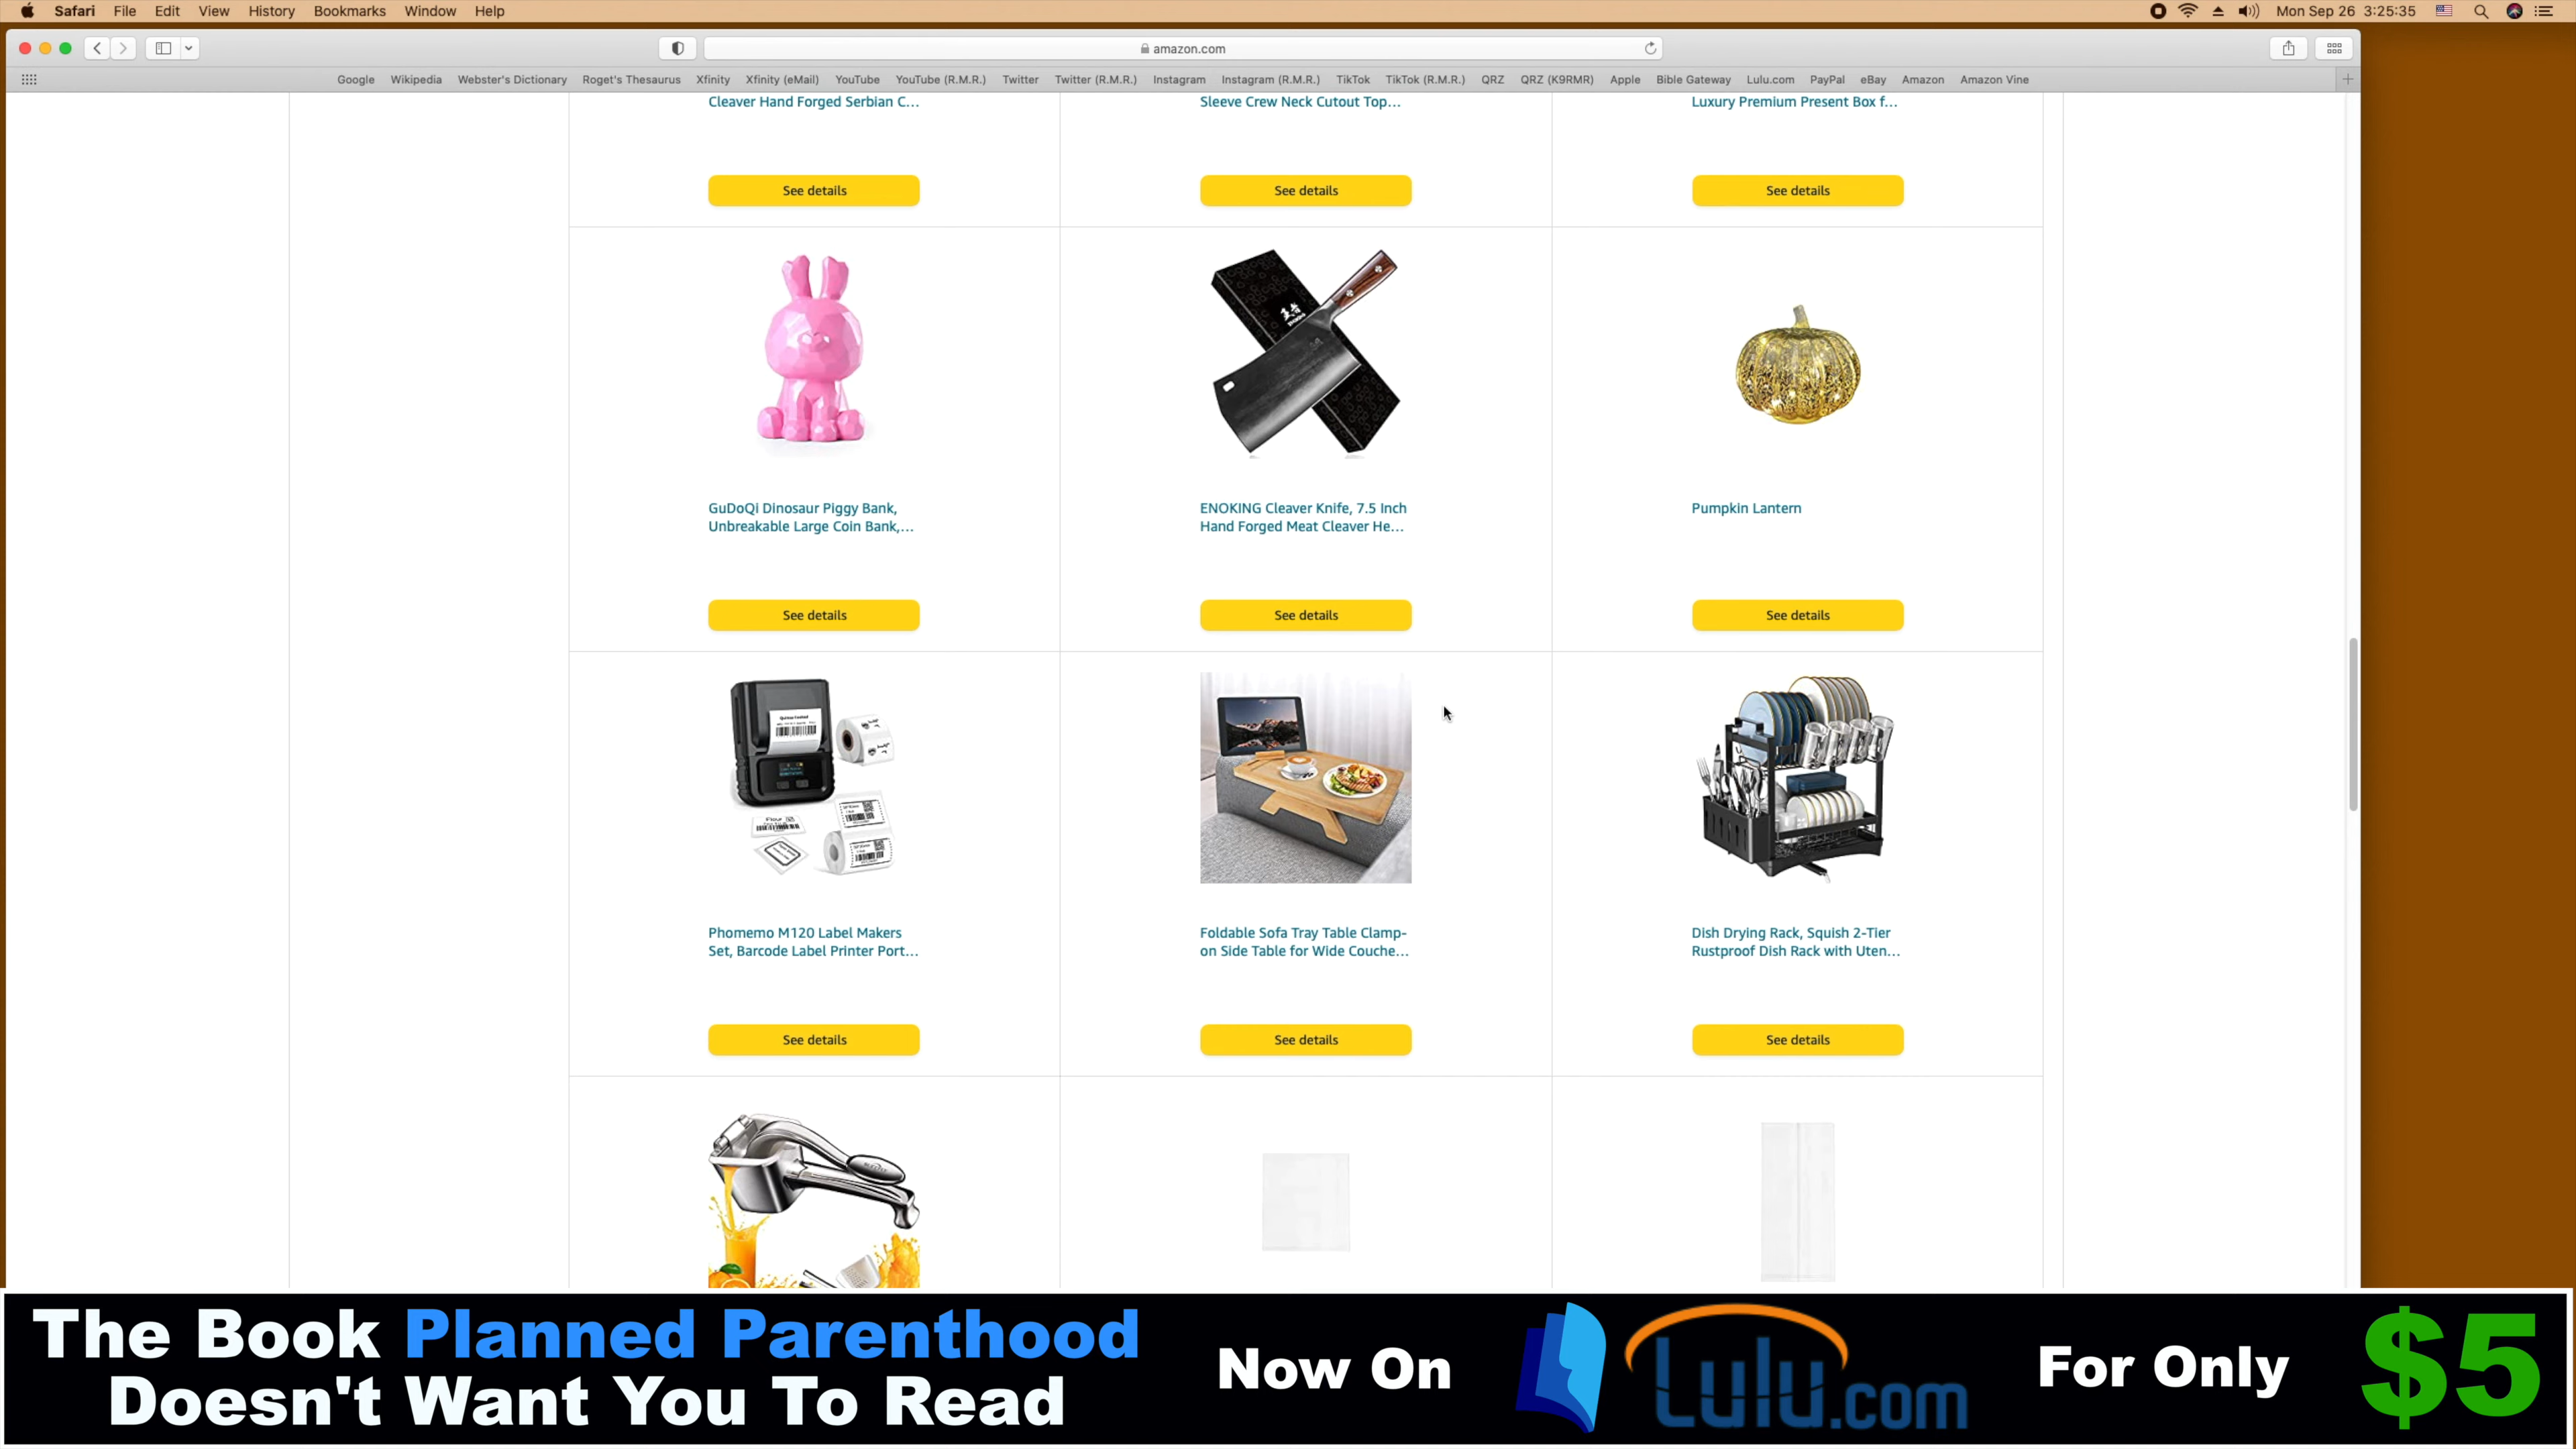 Safari File Edit View History Bookmarks Window Help
Mon Sep 26 3:25:35
amazon.com
Google Wikipedia Webster's Dictionary Roget's Thesaurus Xfinity Xfinity (eMail) YouTube YouTube (R.M.R.) Twitter Twitter (R.M.R.) Instagram Instagram (R.M.R.) TikTok TikTok (R.M.R.) QRZ QRZ (K9RMR) Apple Bible Gateway Lulu.com PayPal eBay Amazon Amazon Vine
Cleaver Hand Forged Serbian C...
Sleeve Crew Neck Cutout Top...
Luxury Premium Present Box f...
See details
See details
See details
GuDoQi Dinosaur Piggy Bank,
Unbreakable Large Coin Bank,...
ENOKING Cleaver Knife, 7.5 Inch
Hand Forged Meat Cleaver He...
Pumpkin Lantern
See details
See details
See details
Phomemo M120 Label Makers
Set, Barcode Label Printer Port...
Foldable Sofa Tray Table Clamp-
on Side Table for Wide Couche...
Dish Drying Rack, Squish 2-Tier
Rustproof Dish Rack with Uten...
See details
See details
See details
The Book Planned Parenthood
Doesn't Want You To Read
Now On
Lulu.com
For Only
$5